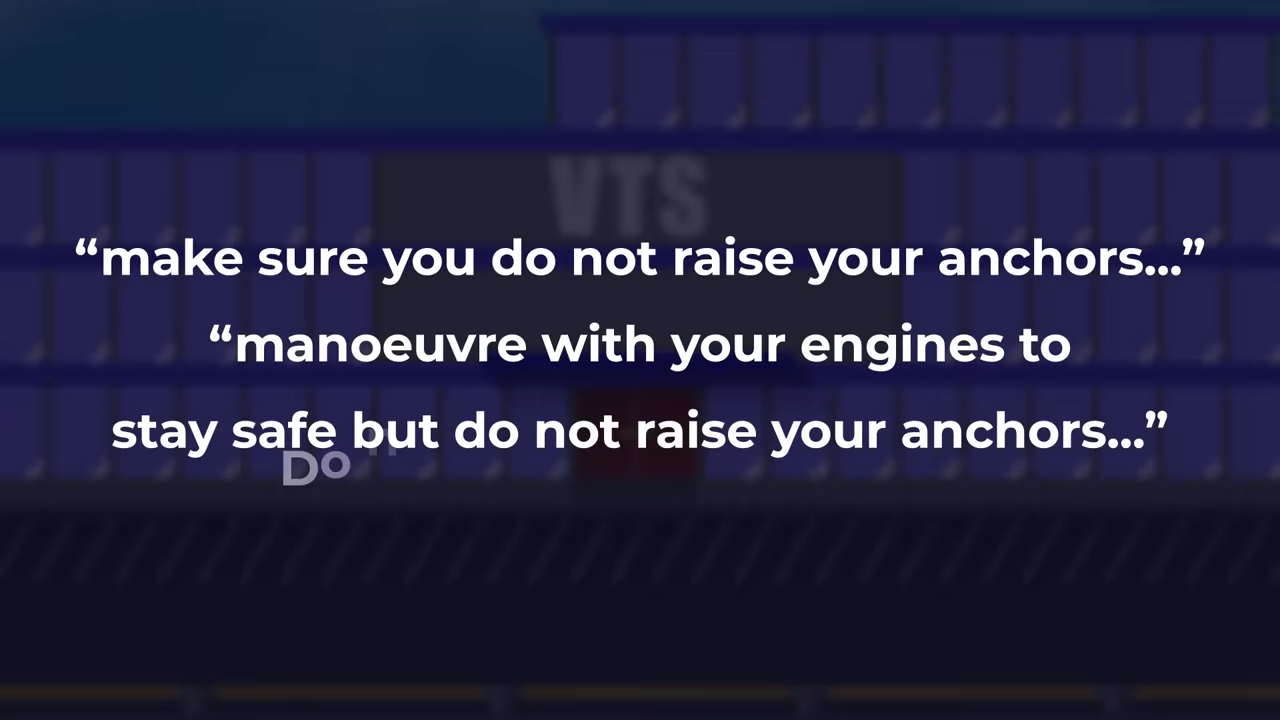 VTS
“make sure you do not raise your anchors...”
“manoeuvre with your engines to
stay safe but do not raise your anchors...”
Do